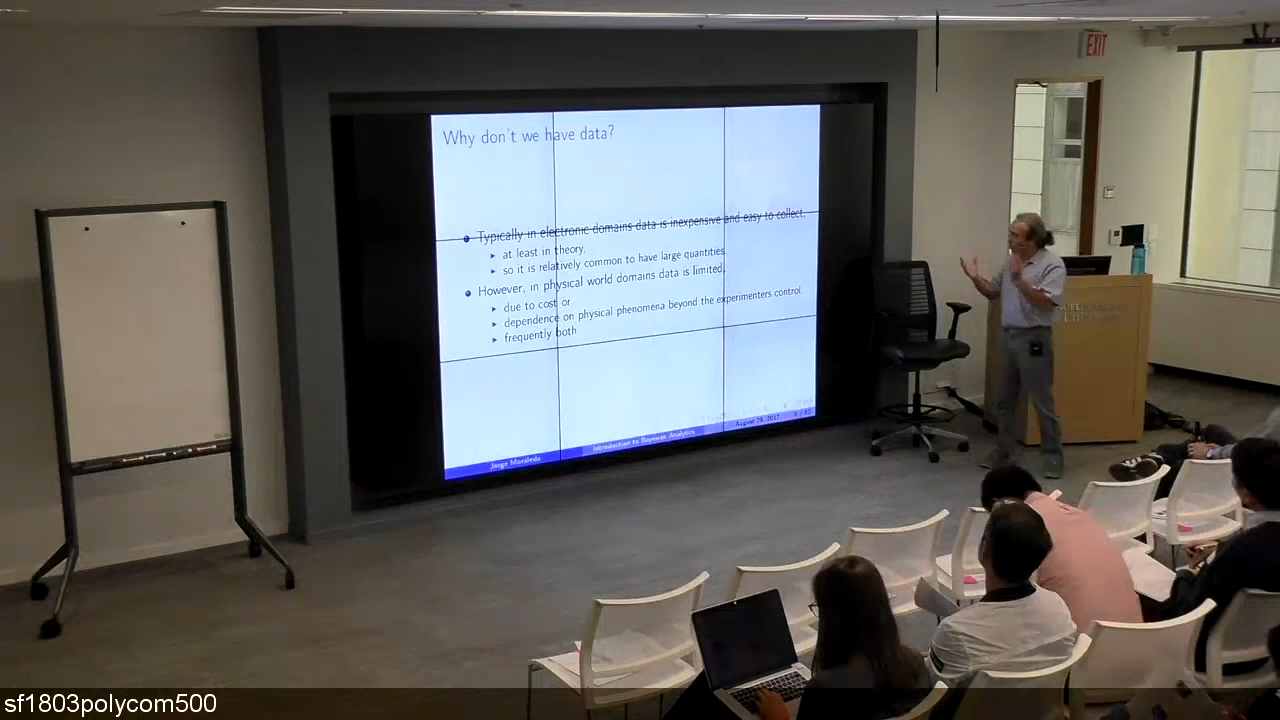 EXIT
Why don't we have data?
Typically in electronic domains data is inexpensive and easy to collect,
at least in theory,
so it is relatively common to have large quantities.
However, in physical world domains data is limited,
due to cost or
dependence on physical phenomena beyond the experimenters control.
frequently both
Jorge Moraleda
Introduction to Bayesian Analytics
August 29, 2017
sf1803polycom500